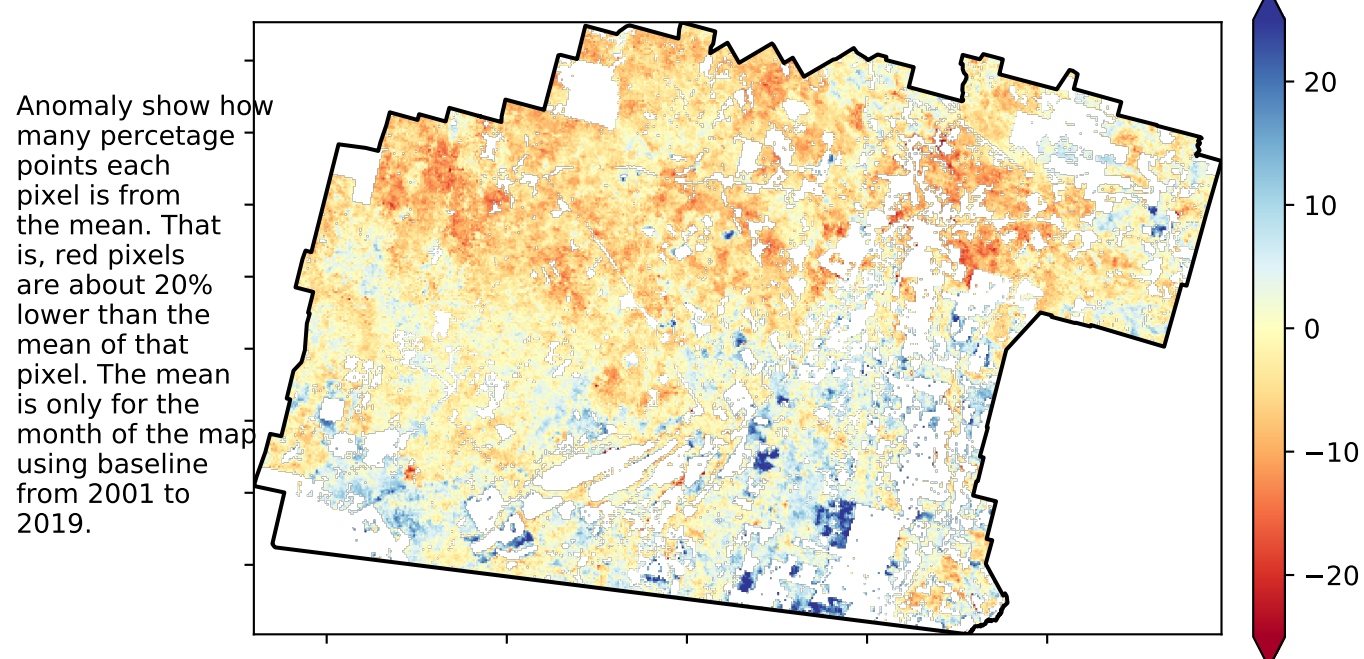 Anomaly show how
many percetage
points each
pixel is from
the mean. That
is, red pixels
are about 20%
lower than the
mean of that
pixel. The mean
is only for the
month of the map
using baseline
from 2001 to
2019.
20
10
0
−10
−20